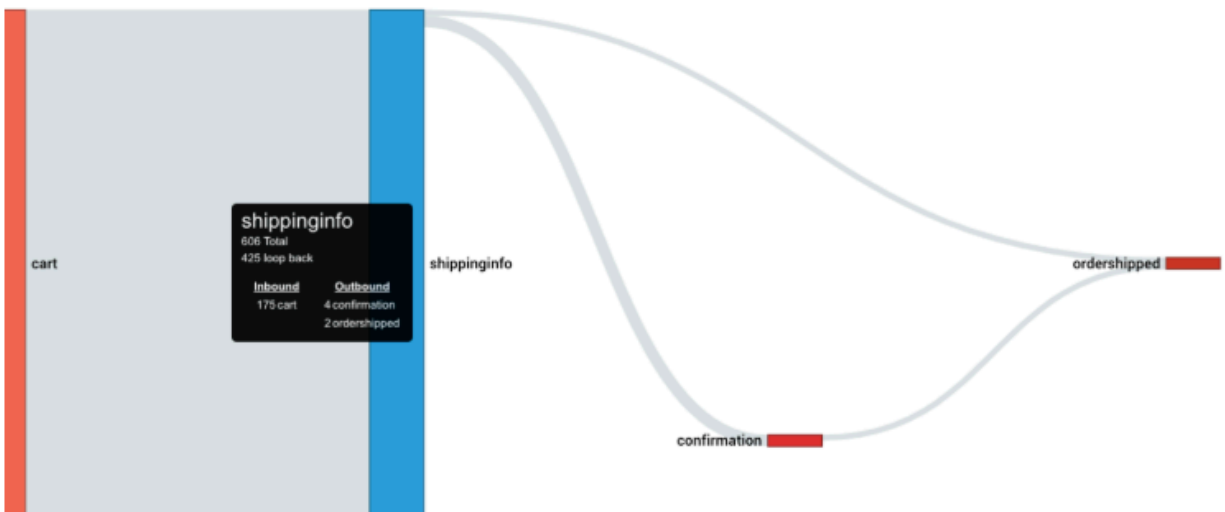 shippinginfo
606 Total
425 loop back
Inbound Outbound
175 cart 4 confirmation
2 ordershipped
cart
shippinginfo
ordershipped
confirmation